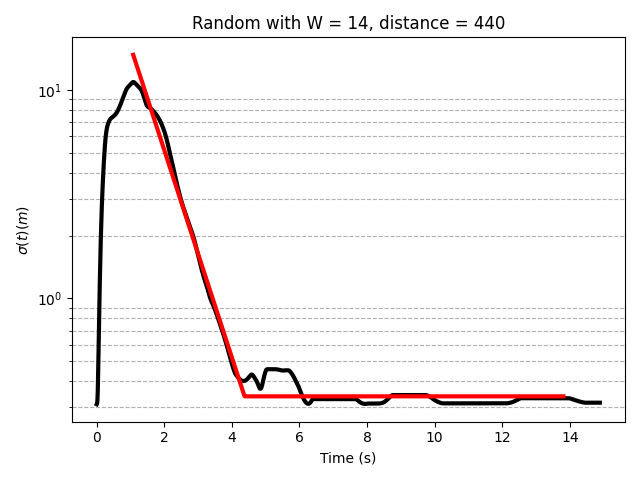 Random with W = 14, distance = 440
10¹
10⁰
σ(t)(m)
0 2 4 6 8 10 12 14
Time (s)